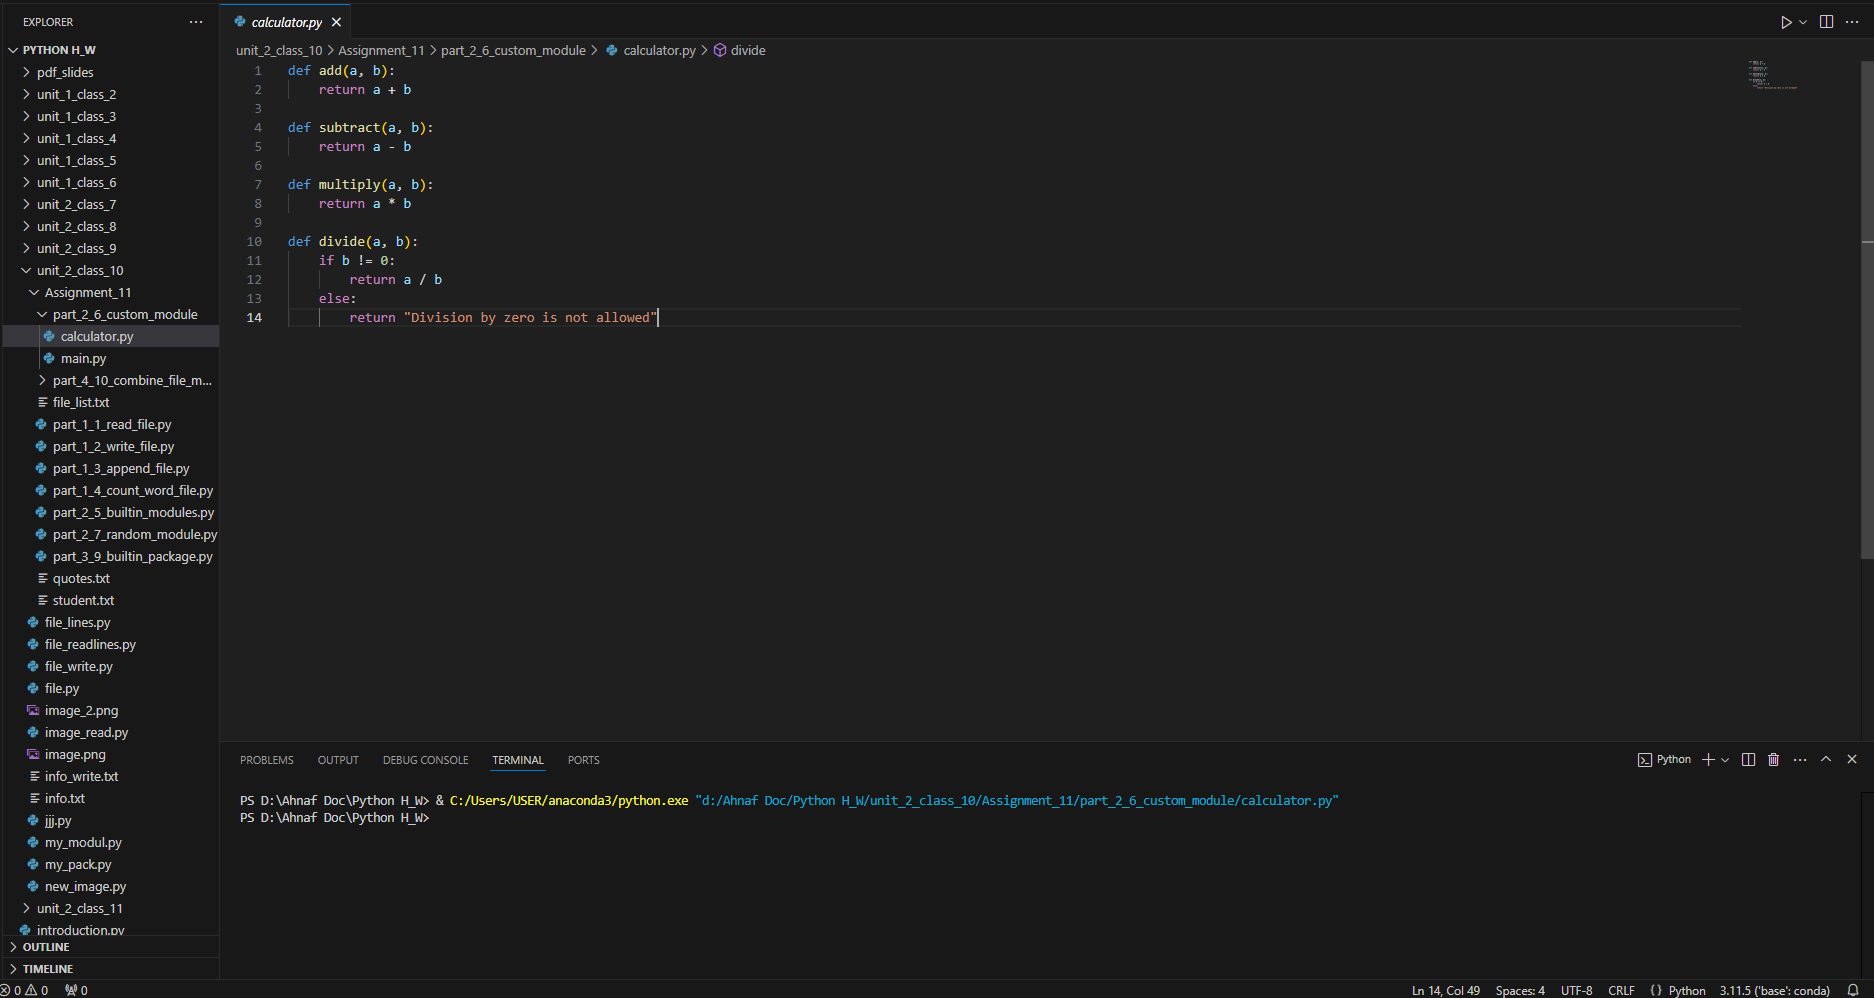 EXPLORER
PYTHON H_W
pdf_slides
unit_1_class_2
unit_1_class_3
unit_1_class_4
unit_1_class_5
unit_1_class_6
unit_2_class_7
unit_2_class_8
unit_2_class_9
unit_2_class_10
Assignment_11
part_2_6_custom_module
calculator.py
main.py
part_4_10_combine_file_m...
file_list.txt
part_1_1_read_file.py
part_1_2_write_file.py
part_1_3_append_file.py
part_1_4_count_word_file.py
part_2_5_builtin_modules.py
part_2_7_random_module.py
part_3_9_builtin_package.py
quotes.txt
student.txt
file_lines.py
file_readlines.py
file_write.py
file.py
image_2.png
image_read.py
image.png
info_write.txt
info.txt
jjj.py
my_modul.py
my_pack.py
new_image.py
unit_2_class_11
introduction.py
OUTLINE
TIMELINE
calculator.py
unit_2_class_10 > Assignment_11 > part_2_6_custom_module > calculator.py > divide
1 def add(a, b):
2     return a + b
3
4 def subtract(a, b):
5     return a - b
6
7 def multiply(a, b):
8     return a * b
9
10 def divide(a, b):
11     if b != 0:
12         return a / b
13     else:
14         return "Division by zero is not allowed"
PROBLEMS OUTPUT DEBUG CONSOLE TERMINAL PORTS
Python
PS D:\Ahnaf Doc\Python H_W> & C:/Users/USER/anaconda3/python.exe "d:/Ahnaf Doc/Python H_W/unit_2_class_10/Assignment_11/part_2_6_custom_module/calculator.py"
PS D:\Ahnaf Doc\Python H_W>
0 0 0
Ln 14, Col 49 Spaces: 4 UTF-8 CRLF {} Python 3.11.5 ('base': conda)